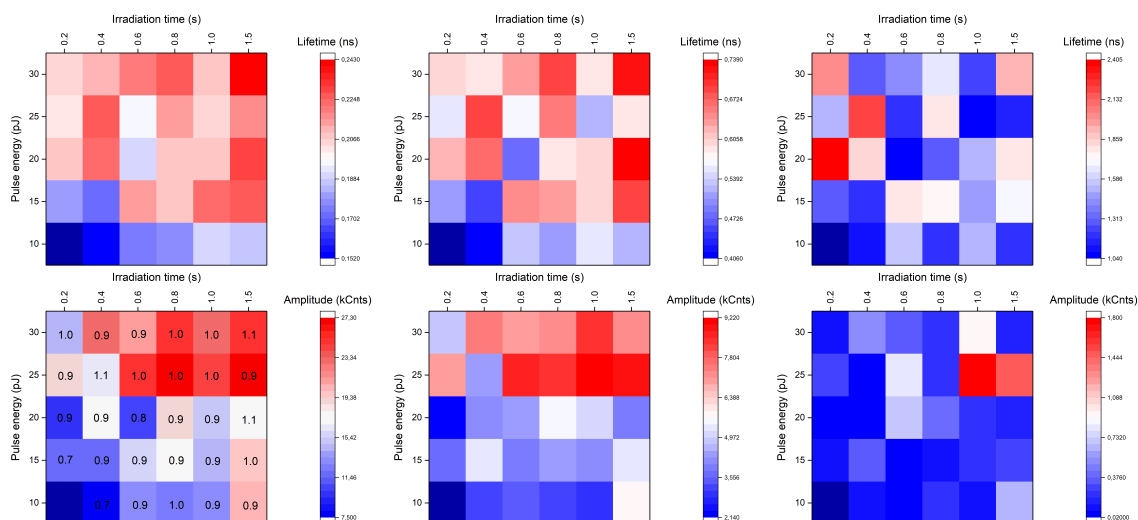 Irradiation time (s)
0.2 0.4 0.6 0.8 1.0 1.5
Pulse energy (pJ)
30
25
20
15
10
Lifetime (ns)
0,2430
0,2248
0,2066
0,1884
0,1702
0,1520
Irradiation time (s)
0.2 0.4 0.6 0.8 1.0 1.5
Pulse energy (pJ)
30
25
20
15
10
Lifetime (ns)
0,7390
0,6724
0,6058
0,5392
0,4726
0,4060
Irradiation time (s)
0.2 0.4 0.6 0.8 1.0 1.5
Pulse energy (pJ)
30
25
20
15
10
Lifetime (ns)
2,405
2,132
1,859
1,586
1,313
1,040
Irradiation time (s)
0.2 0.4 0.6 0.8 1.0 1.5
Pulse energy (pJ)
30 1.0 0.9 0.9 1.0 1.0 1.1
25 0.9 1.1 1.0 1.0 1.0 0.9
20 0.9 0.9 0.8 0.9 0.9 1.1
15 0.7 0.9 0.9 0.9 0.9 1.0
10 0.7 0.9 1.0 0.9 0.9
Amplitude (kCnts)
27,30
23,34
19,38
15,42
11,46
7,500
Irradiation time (s)
0.2 0.4 0.6 0.8 1.0 1.5
Pulse energy (pJ)
30
25
20
15
10
Amplitude (kCnts)
9,220
7,804
6,388
4,972
3,556
2,140
Irradiation time (s)
0.2 0.4 0.6 0.8 1.0 1.5
Pulse energy (pJ)
30
25
20
15
10
Amplitude (kCnts)
1,800
1,444
1,088
0,7320
0,3760
0,02000